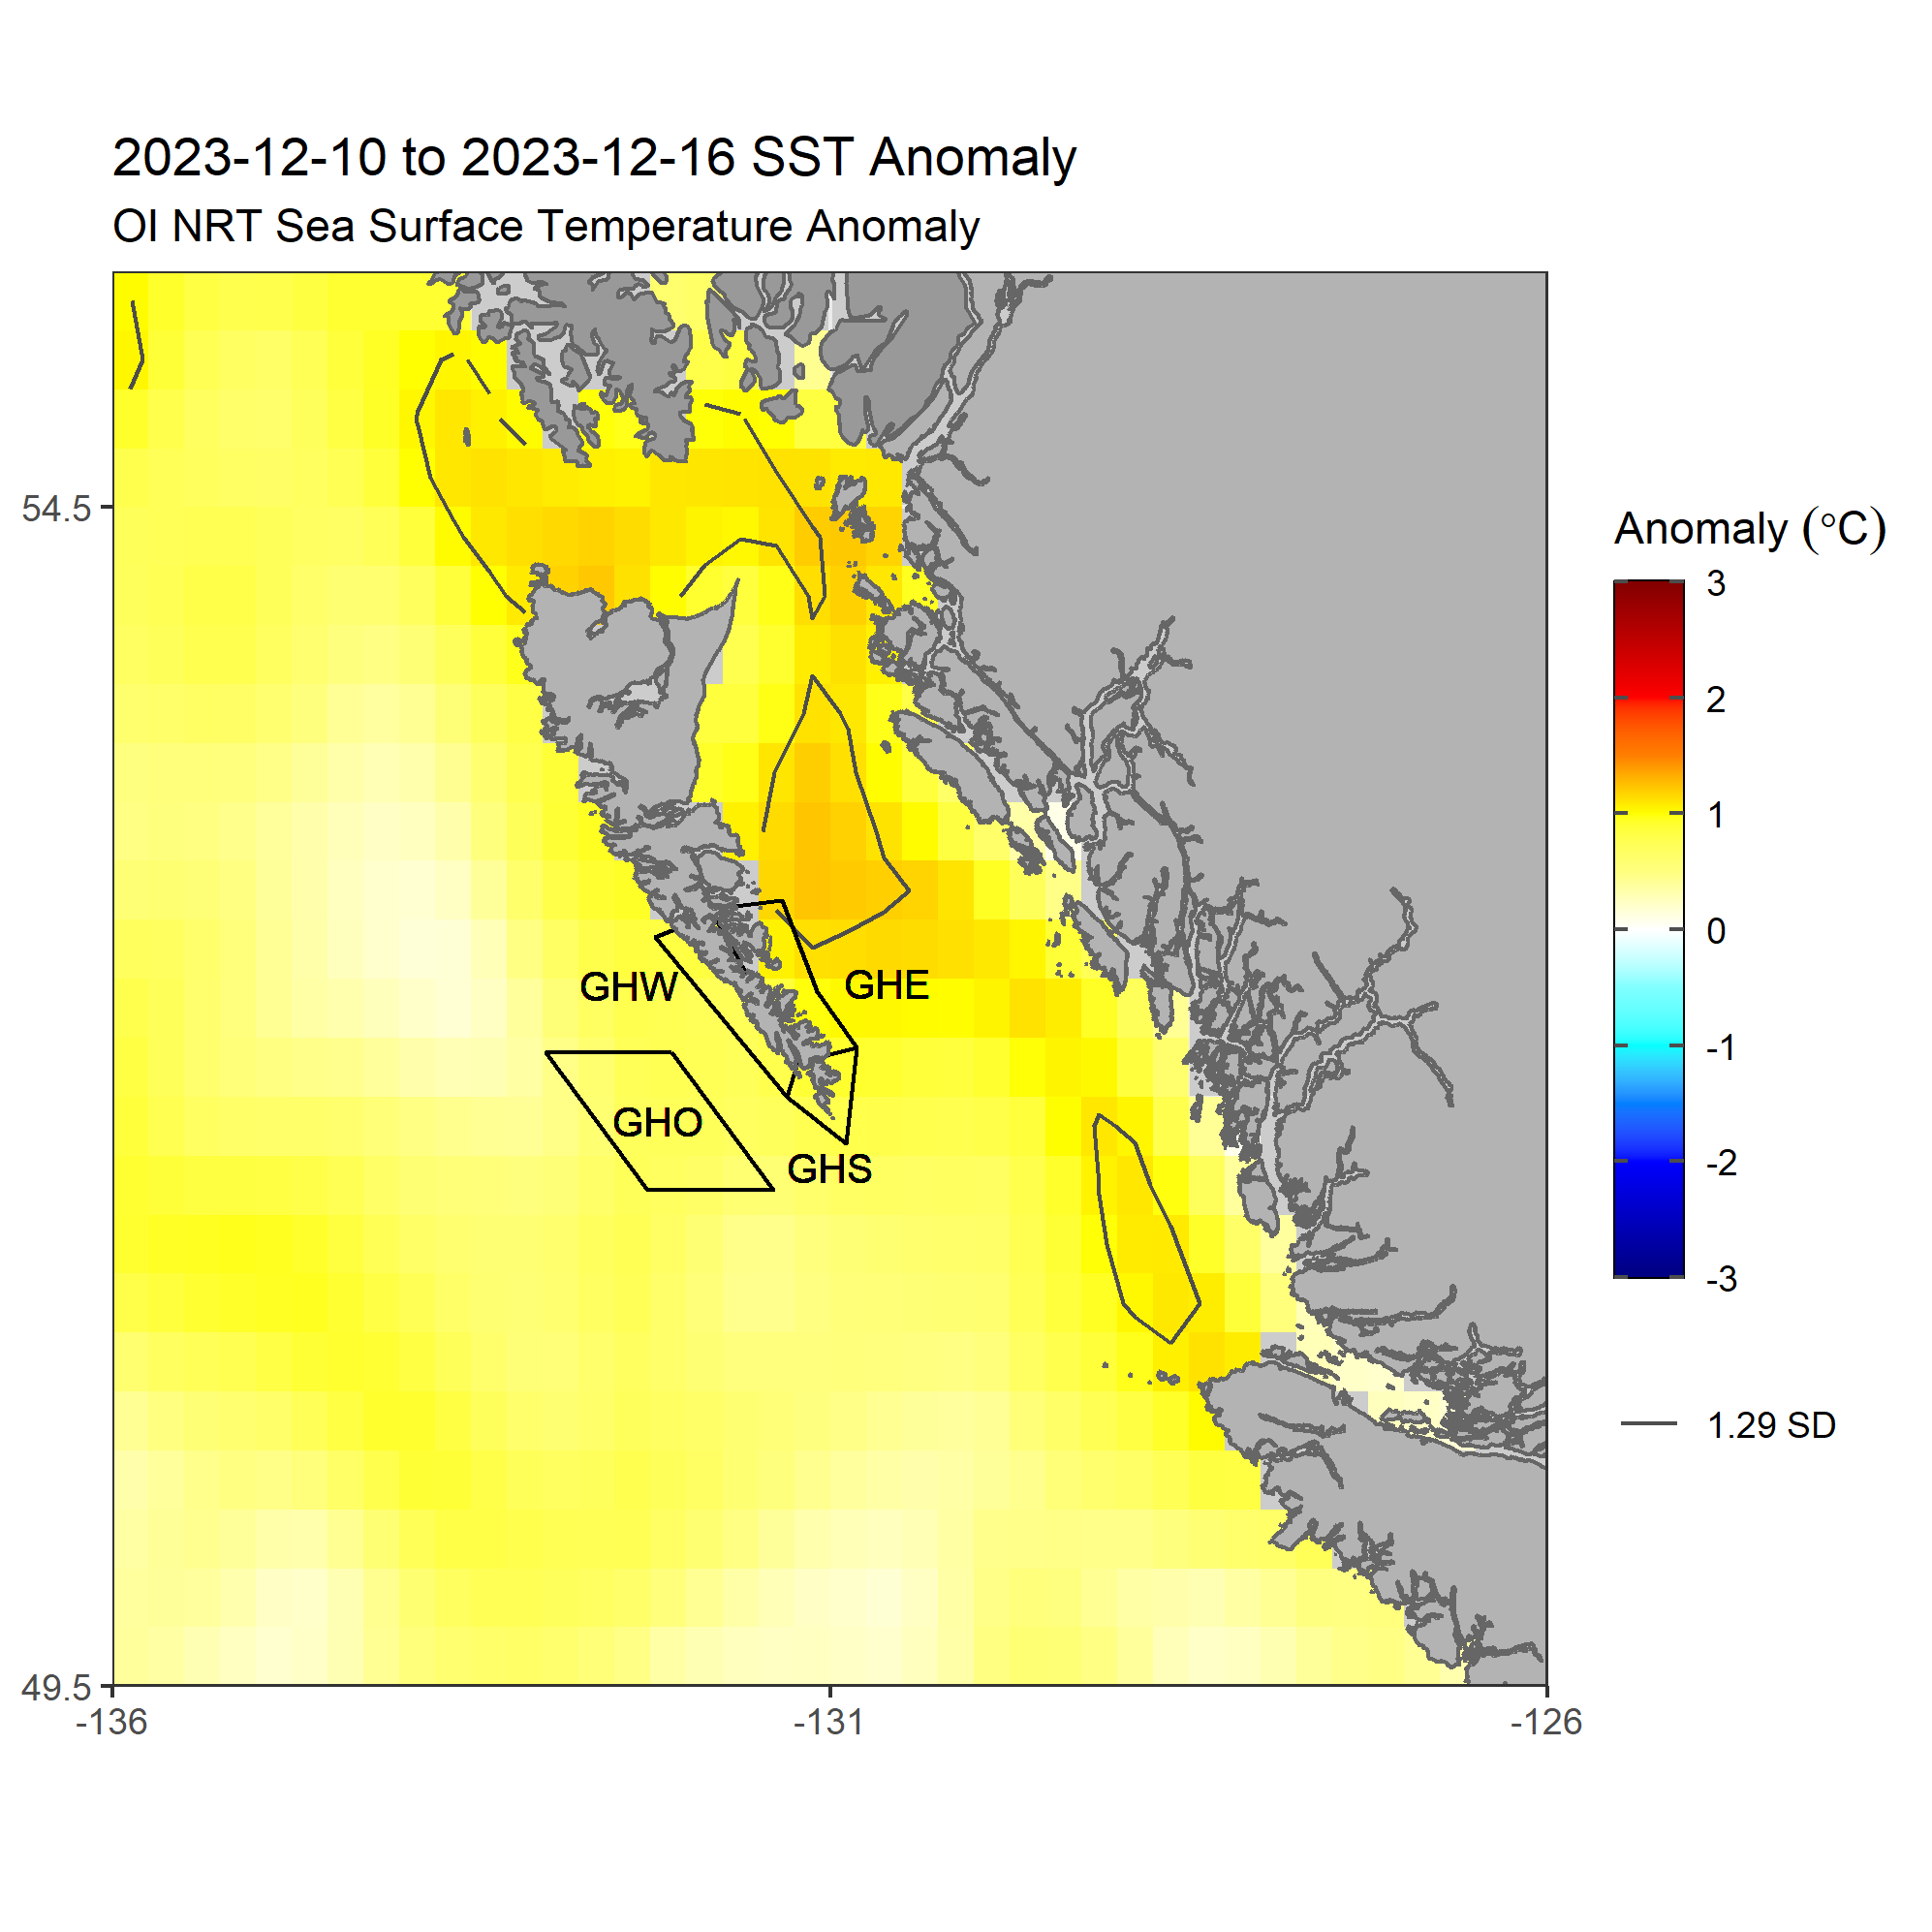 2023-12-10 to 2023-12-16 SST Anomaly
OI NRT Sea Surface Temperature Anomaly
54.5
49.5
-136
-131
-126
GHW
GHE
GHO
GHS
Anomaly (°C)
3
2
1
0
-1
-2
-3
1.29 SD